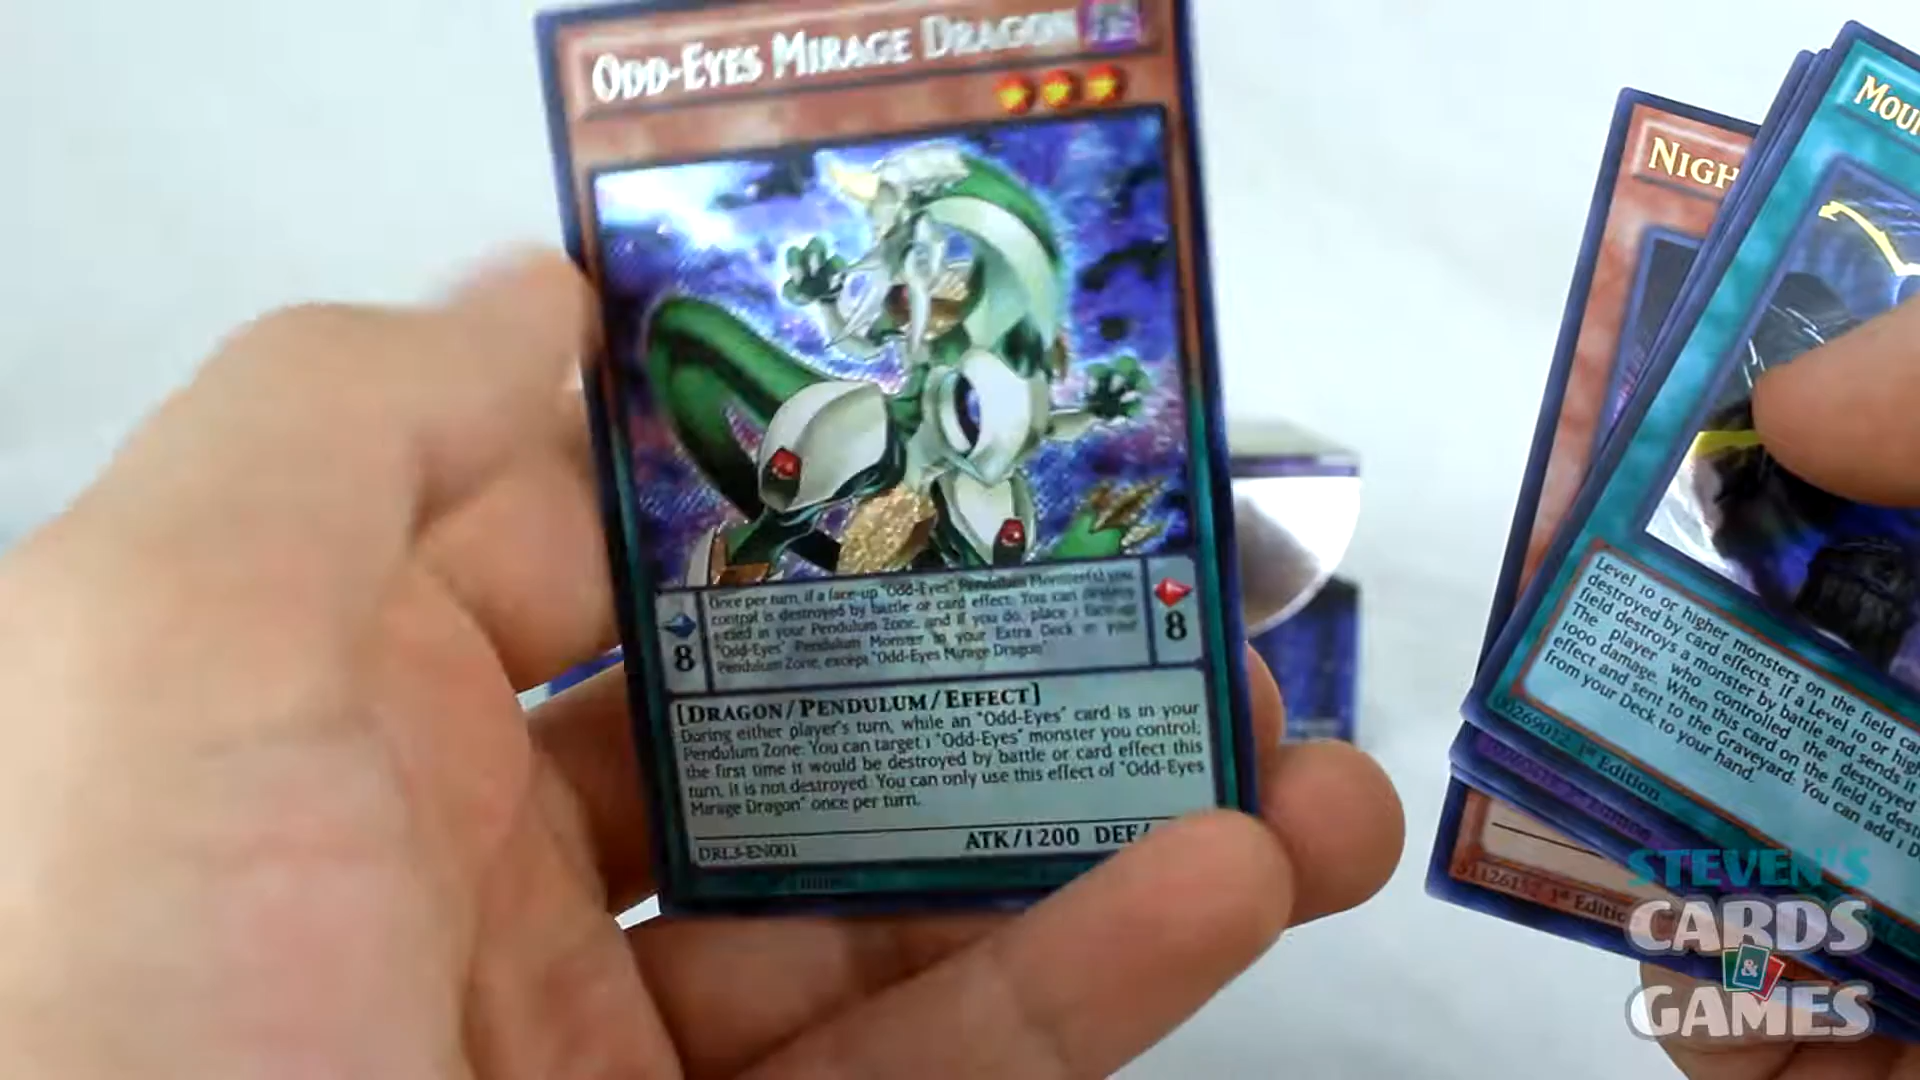 ODD-EYES MIRAGE DRAGON
Once per turn, if a face-up "Odd-Eyes" Pendulum Monster(s) you
control is destroyed by battle or card effect: You can destroy
card in your Pendulum Zone, and if you do, place 1 face-up
"Odd-Eyes" Pendulum Monster in your Extra Deck in your
Pendulum Zone, except "Odd-Eyes Mirage Dragon"
8
8
[DRAGON/PENDULUM/EFFECT]
During either player's turn, while an "Odd-Eyes" card is in your
Pendulum Zone: You can target 1 "Odd-Eyes" monster you control;
the first time it would be destroyed by battle or card effect this
turn, it is not destroyed. You can only use this effect of "Odd-Eyes
Mirage Dragon" once per turn.
ATK/1200 DEF/
DRL3-EN001
NIGH
MOU
Level 10 or higher monsters on the field can
destroyed by card effects. If a Level 10 or high
field destroys a monster by battle and sends it
The player who controlled the destroyed
1000 damage. When this card on the field is dest
effect and sent to the Graveyard: You can add 1 D
from your Deck to your hand.
1st Edition
1st Editio
STEVEN'S
CARDS
&
GAMES